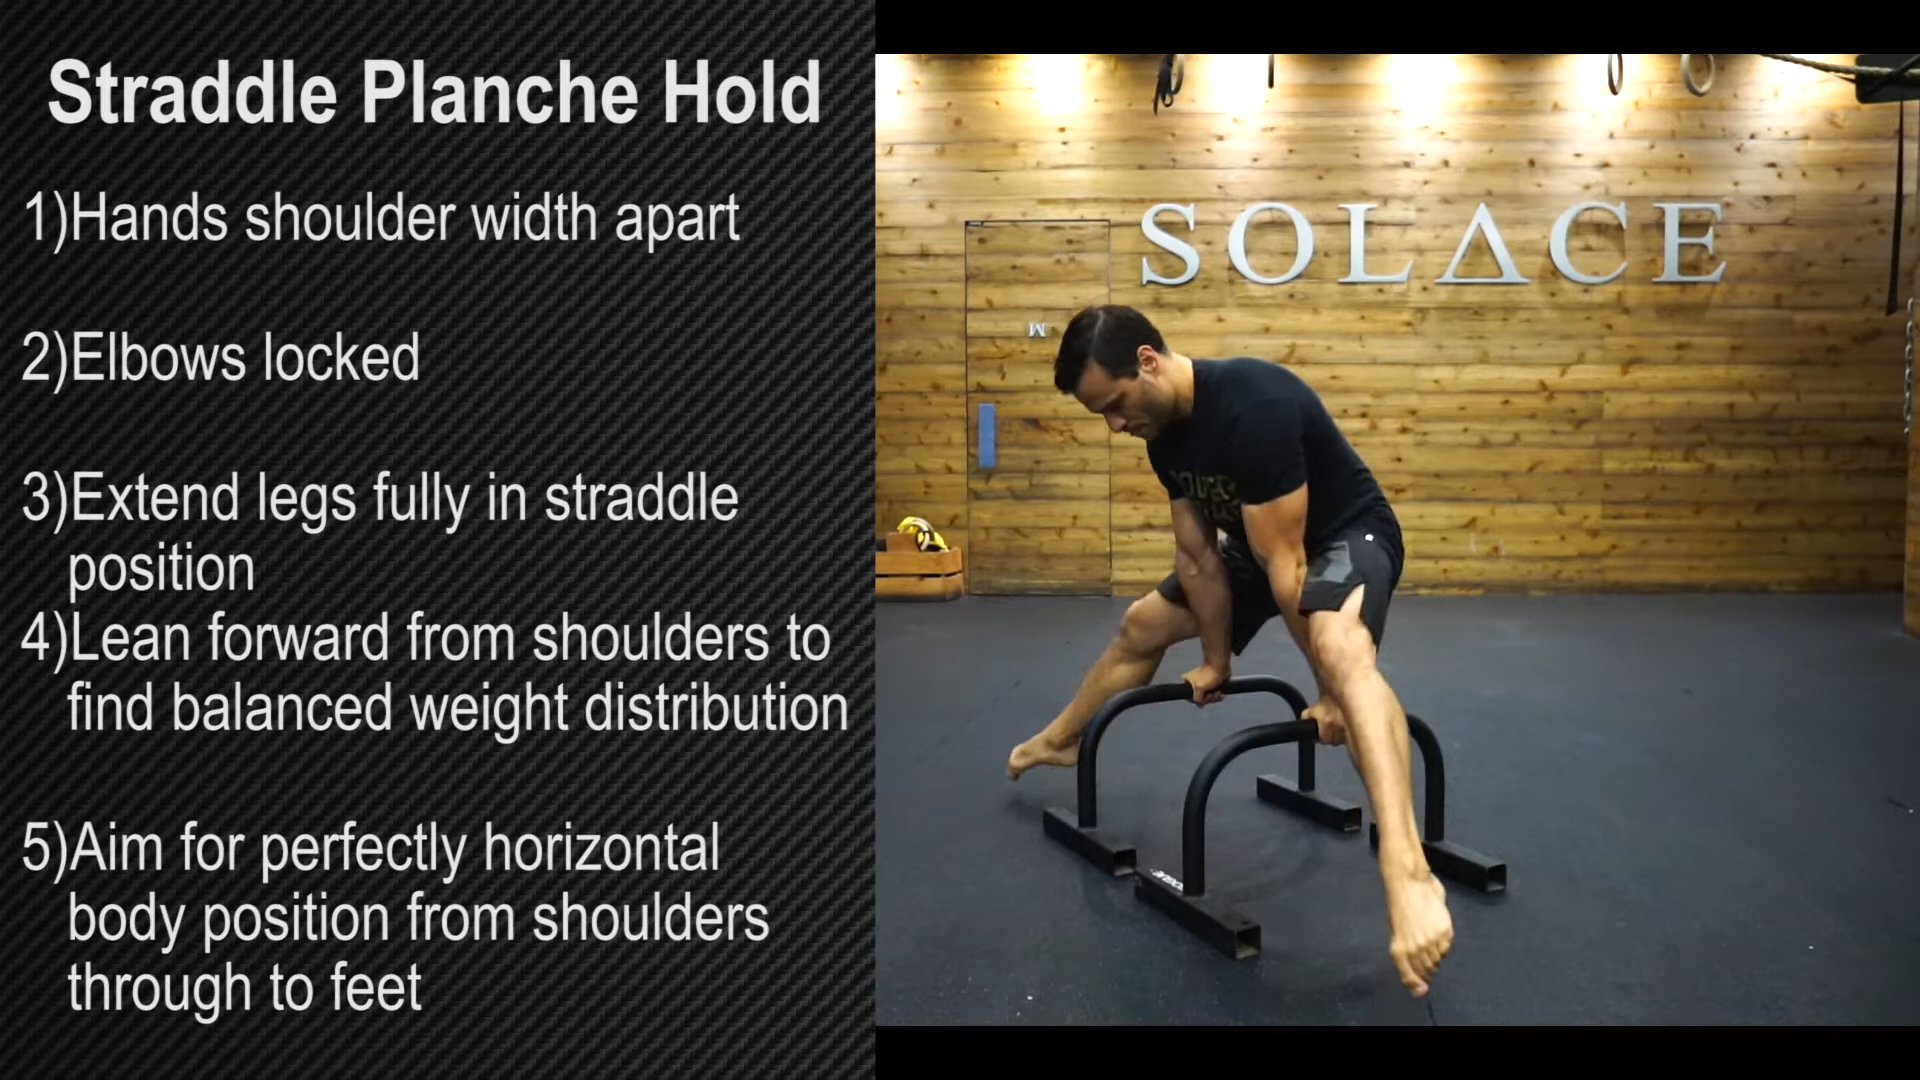 Straddle Planche Hold
1)Hands shoulder width apart
2)Elbows locked
3)Extend legs fully in straddle
position
4)Lean forward from shoulders to
find balanced weight distribution
5)Aim for perfectly horizontal
body position from shoulders
through to feet
SOLΔCE
M